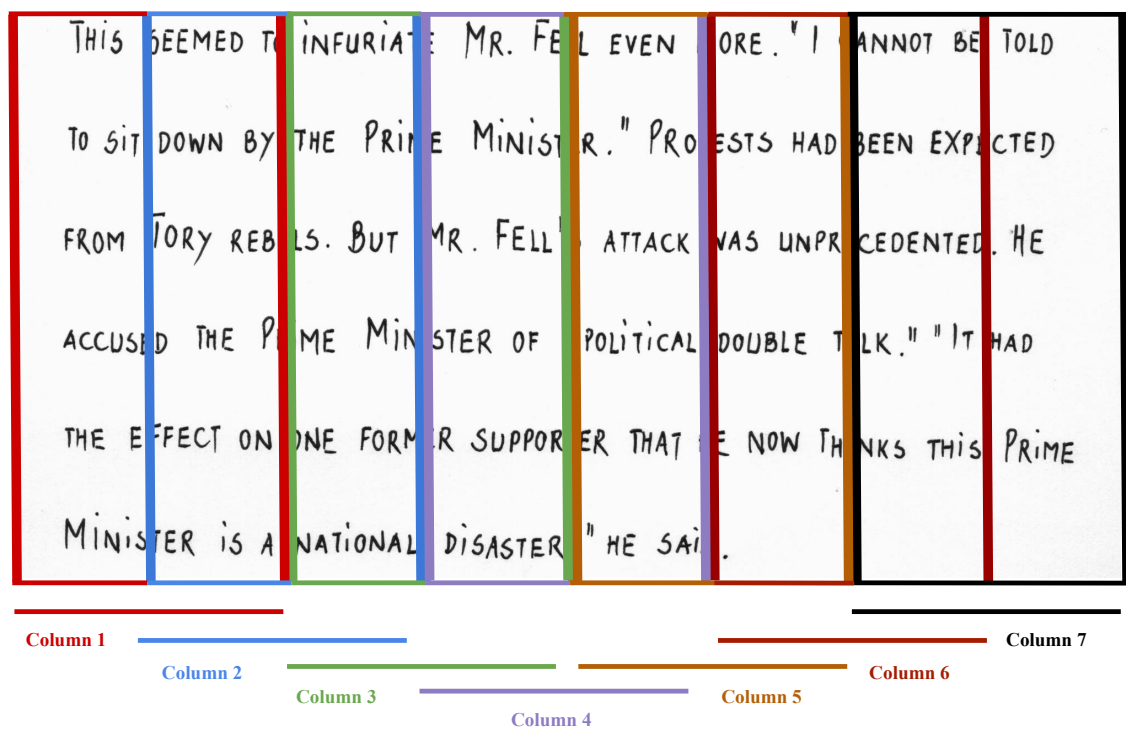 THIS SEEMED TO INFURIATE MR. FELL EVEN MORE. "I CANNOT BE TOLD
TO SIT DOWN BY THE PRIME MINISTER." PROTESTS HAD BEEN EXPECTED
FROM TORY REBELS. BUT MR. FELL'S ATTACK WAS UNPRECEDENTED. HE
ACCUSED THE PRIME MINISTER OF POLITICAL DOUBLE TALK." "IT HAD
THE EFFECT ON ONE FORMER SUPPORTER THAT HE NOW THINKS THIS PRIME
MINISTER IS A NATIONAL DISASTER" HE SAID.
Column 1
Column 7
Column 2
Column 6
Column 3
Column 5
Column 4